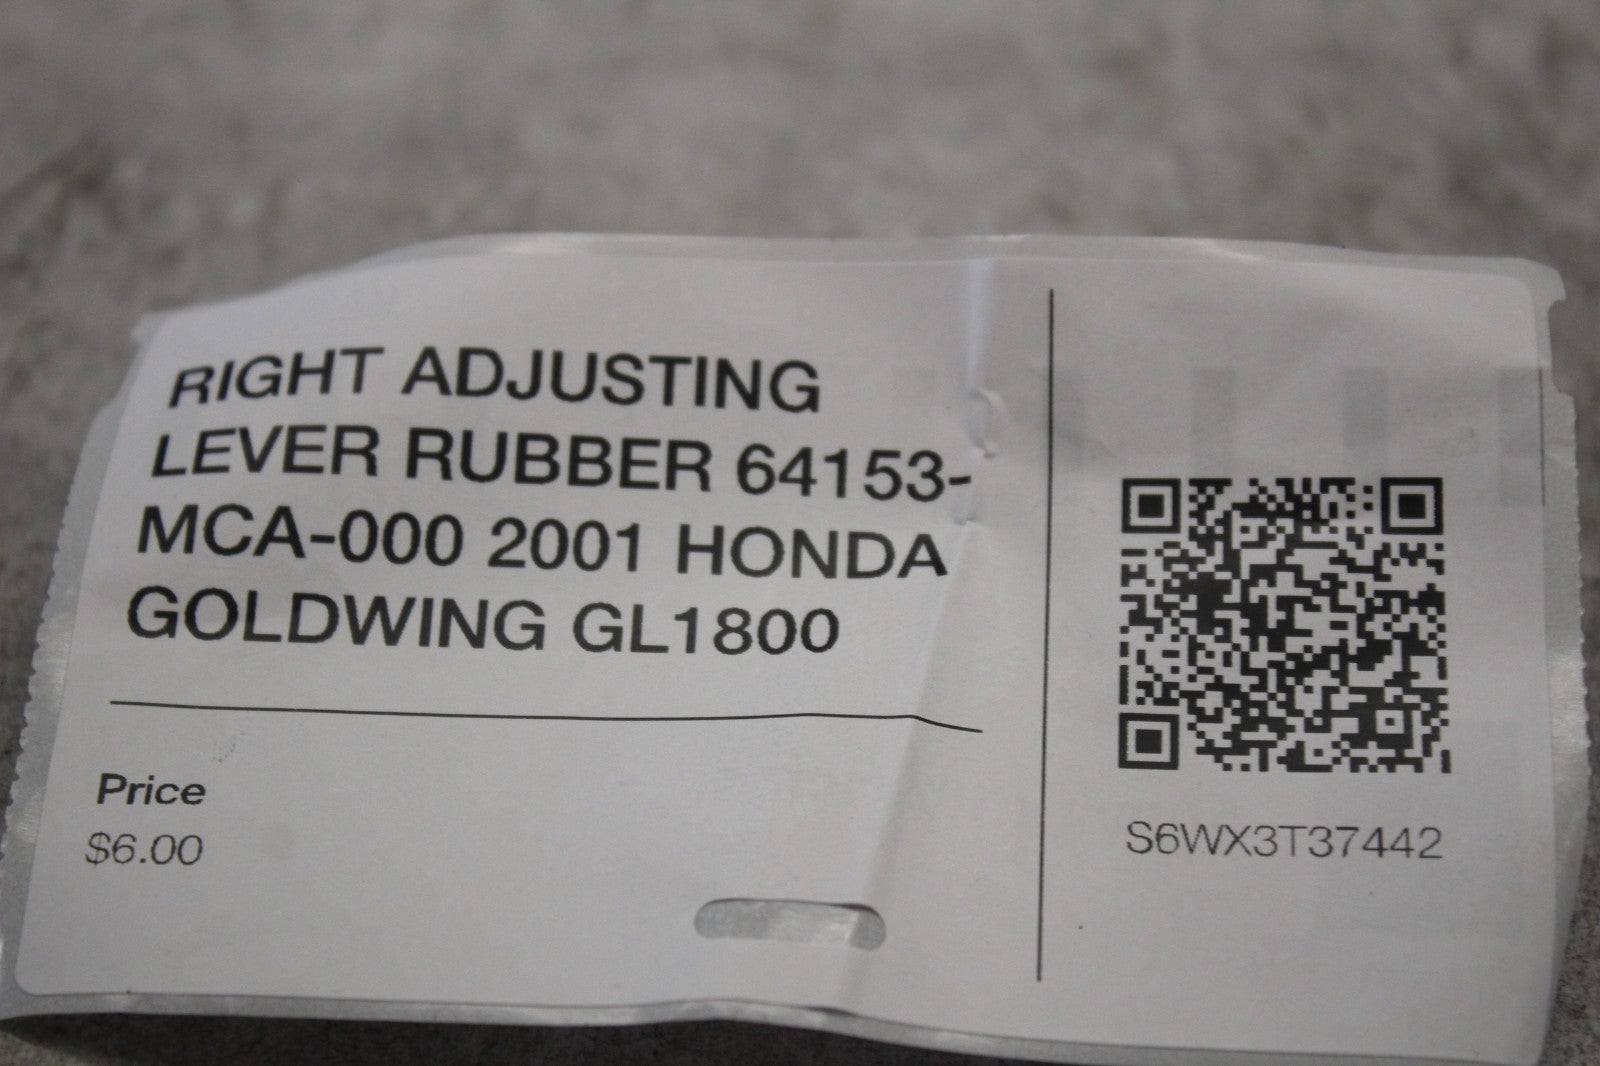 RIGHT ADJUSTING
LEVER RUBBER 64153-
MCA-000 2001 HONDA
GOLDWING GL1800
Price
$6.00
S6WX3T37442